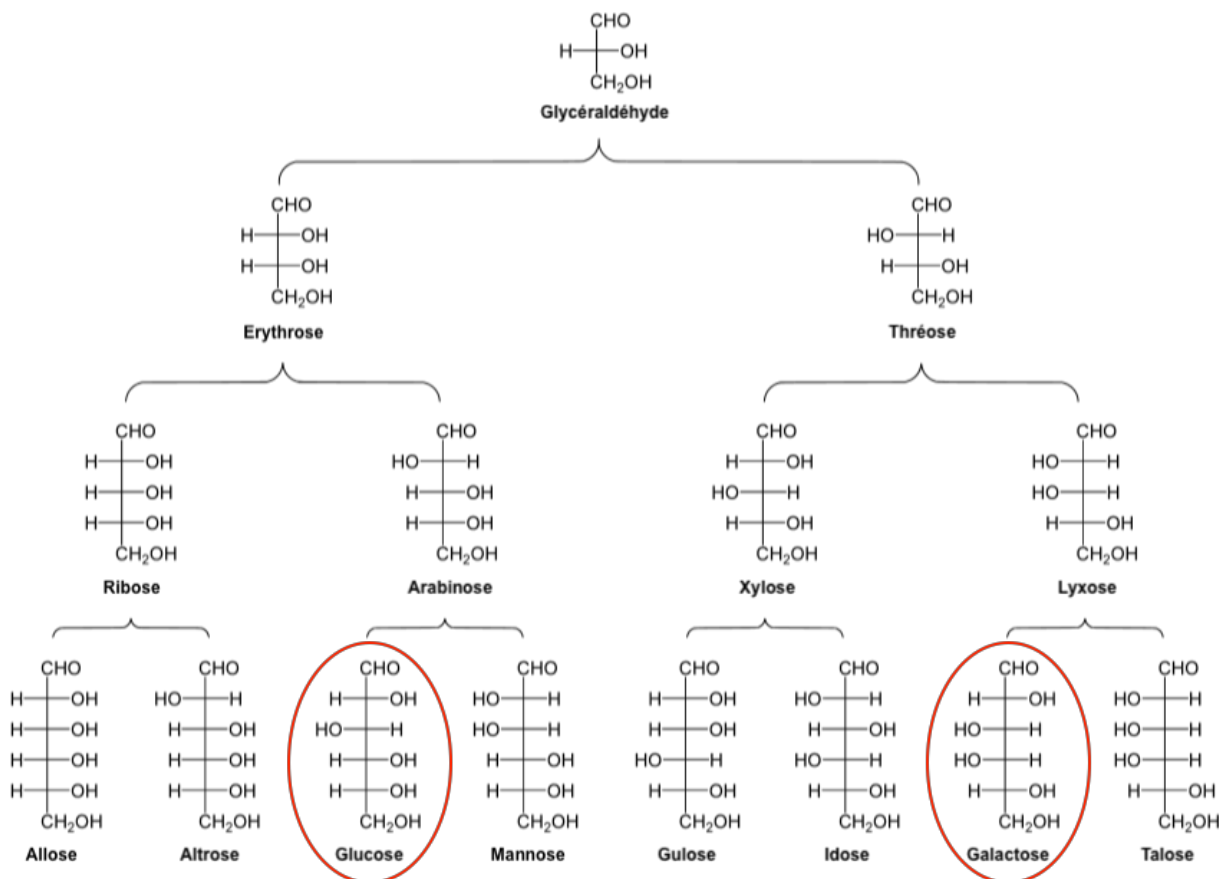 CHO
H OH
CH₂OH
Glycéraldéhyde
CHO
H OH
H OH
CH₂OH
Erythrose
CHO
HO H
H OH
CH₂OH
Thréose
CHO
H OH
H OH
H OH
CH₂OH
Ribose
CHO
HO H
H OH
H OH
CH₂OH
Arabinose
CHO
H OH
HO H
H OH
CH₂OH
Xylose
CHO
HO H
HO H
H OH
CH₂OH
Lyxose
CHO
H OH
H OH
H OH
H OH
CH₂OH
Allose
CHO
HO H
H OH
H OH
H OH
CH₂OH
Altrose
CHO
H OH
HO H
H OH
H OH
CH₂OH
Glucose
CHO
HO H
HO H
H OH
H OH
CH₂OH
Mannose
CHO
H OH
H OH
HO H
H OH
CH₂OH
Gulose
CHO
HO H
H OH
HO H
H OH
CH₂OH
Idose
CHO
H OH
HO H
HO H
H OH
CH₂OH
Galactose
CHO
HO H
HO H
HO H
H OH
CH₂OH
Talose